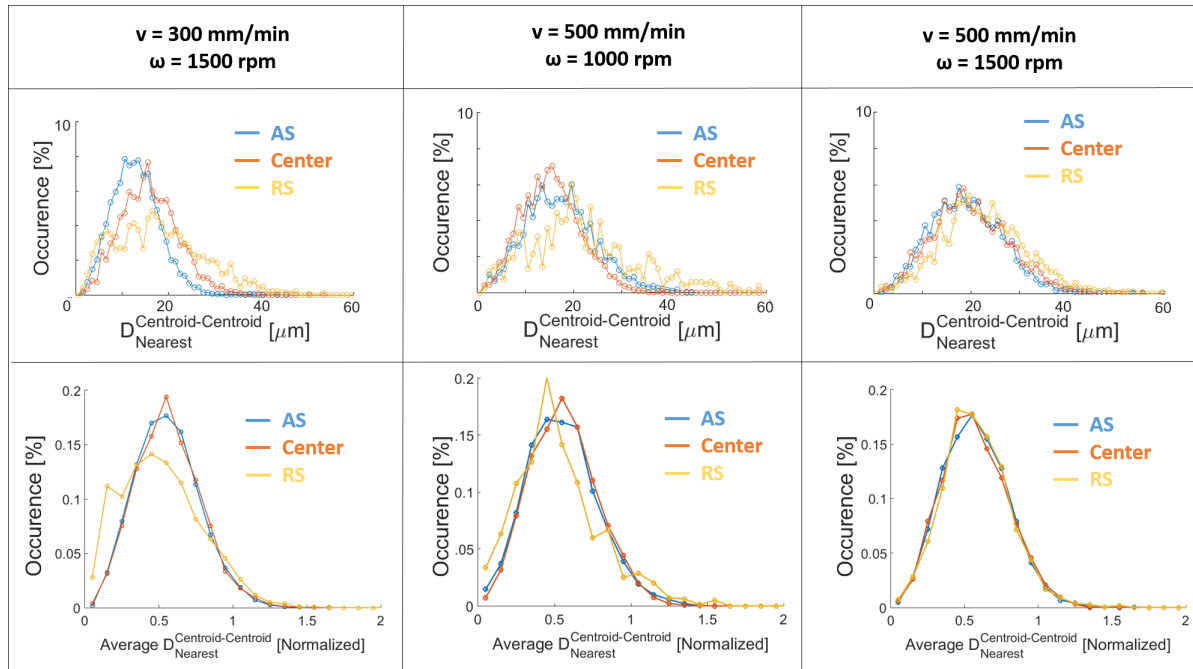 v = 300 mm/min
ω = 1500 rpm
v = 500 mm/min
ω = 1000 rpm
v = 500 mm/min
ω = 1500 rpm
10
Occurence [%]
AS
Center
RS
0
20
40
60
D Centroid-Centroid Nearest [μm]
10
Occurence [%]
AS
Center
RS
0
0
20
40
60
D Centroid-Centroid Nearest [μm]
10
Occurence [%]
AS
Center
RS
0
0
20
40
60
D Centroid-Centroid Nearest [μm]
0.2
0.15
0.1
0.05
0
Occurence [%]
AS
Center
RS
0
0.5
1
1.5
2
Average D Centroid-Centroid Nearest [Normalized]
0.2
0.15
0.1
.05
0
Occurence [%]
AS
Center
RS
0
0.5
1
1.5
2
Average D Centroid-Centroid Nearest [Normalized]
0.2
0.15
0.1
0.05
0
Occurence [%]
AS
Center
RS
0
0.5
1
1.5
2
Average D Centroid-Centroid Nearest [Normalized]